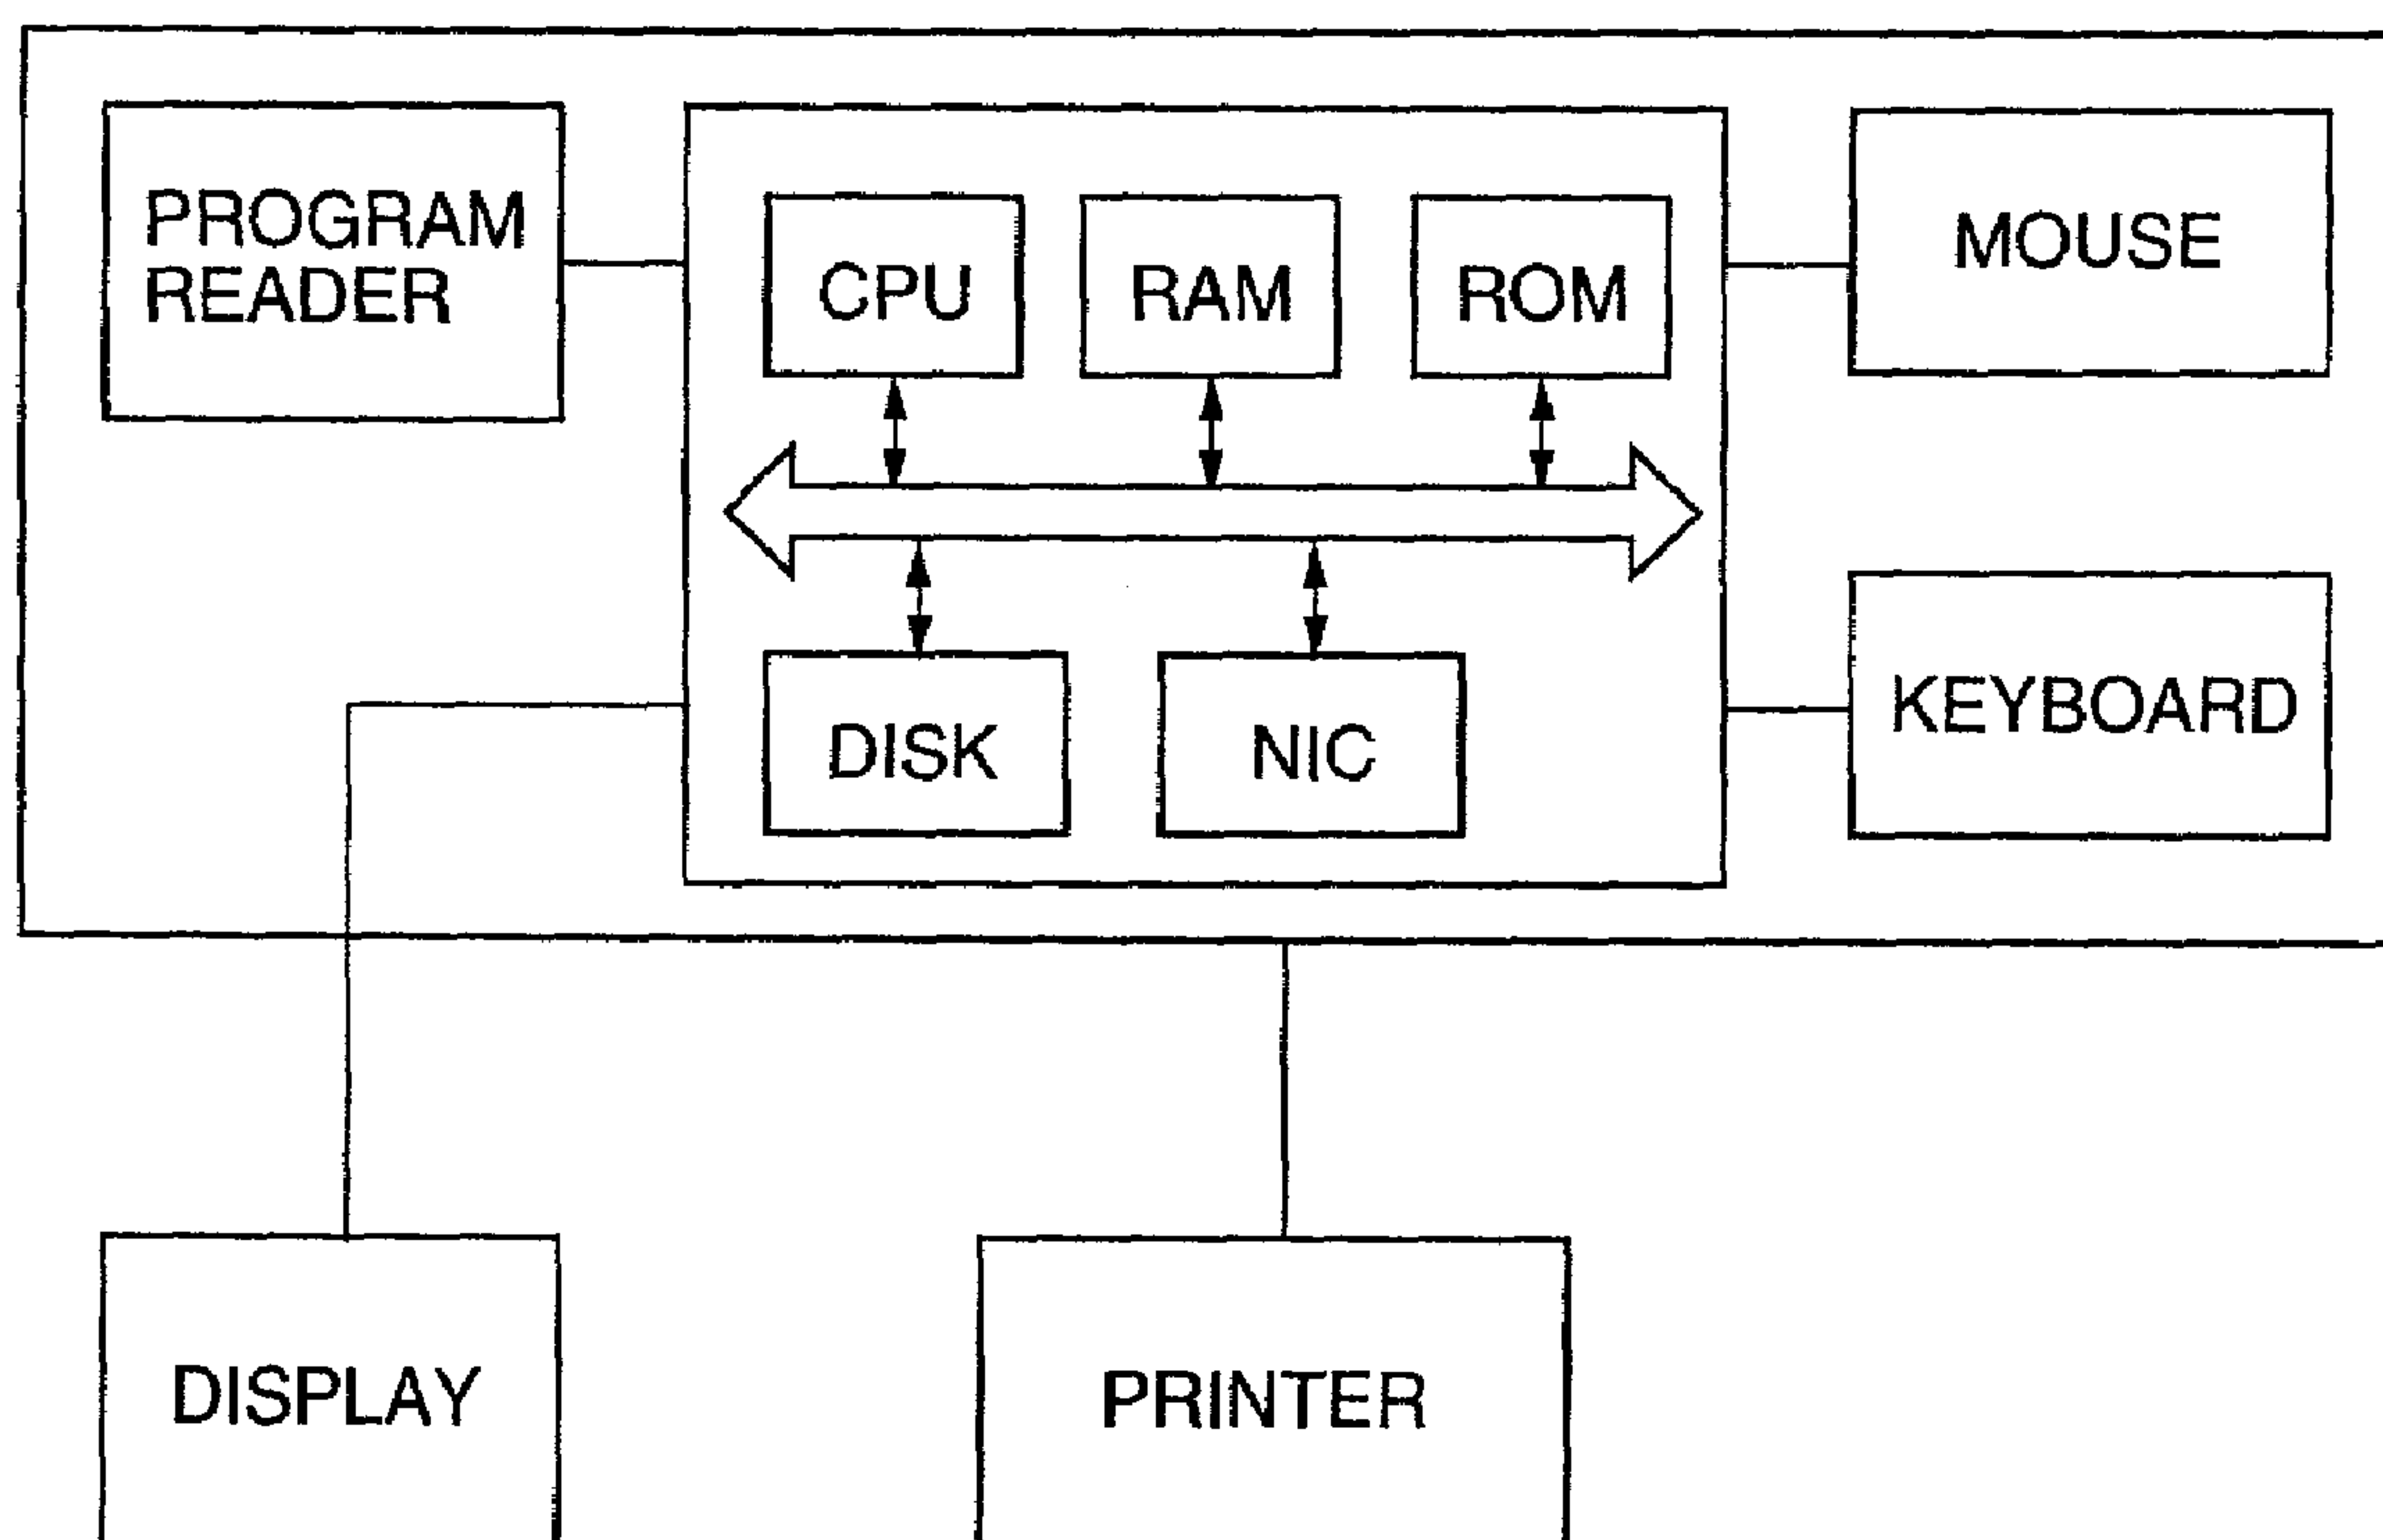 PROGRAM
READER
CPU
RAM
ROM
MOUSE
DISK
NIC
KEYBOARD
DISPLAY
PRINTER